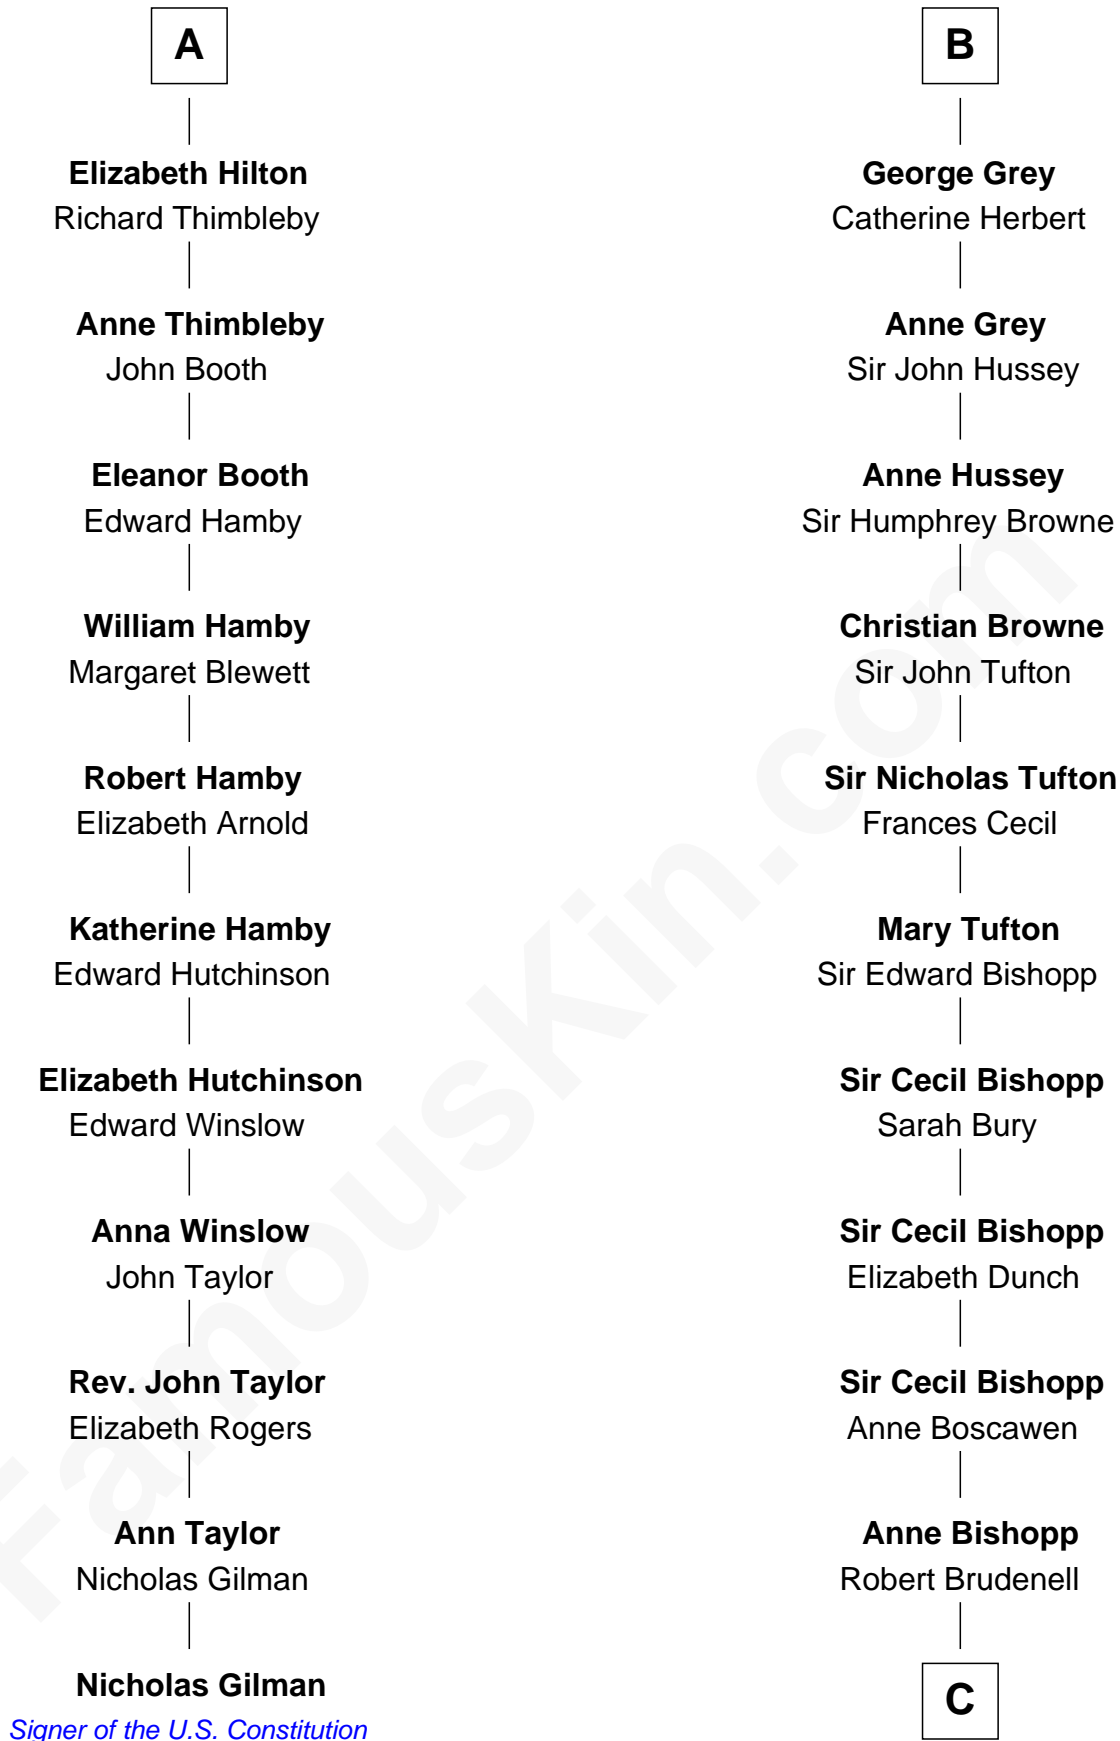 A
Elizabeth Hilton
Richard Thimbleby
Anne Thimbleby
John Booth
Eleanor Booth
Edward Hamby
William Hamby
Margaret Blewett
Robert Hamby
Elizabeth Arnold
Katherine Hamby
Edward Hutchinson
Elizabeth Hutchinson
Edward Winslow
Anna Winslow
John Taylor
Rev. John Taylor
Elizabeth Rogers
Ann Taylor
Nicholas Gilman
Nicholas Gilman
Signer of the U.S. Constitution
B
George Grey
Catherine Herbert
Anne Grey
Sir John Hussey
Anne Hussey
Sir Humphrey Browne
Christian Browne
Sir John Tufton
Sir Nicholas Tufton
Frances Cecil
Mary Tufton
Sir Edward Bishopp
Sir Cecil Bishopp
Sarah Bury
Sir Cecil Bishopp
Elizabeth Dunch
Sir Cecil Bishopp
Anne Boscawen
Anne Bishopp
Robert Brudenell
C
FamousKin.com